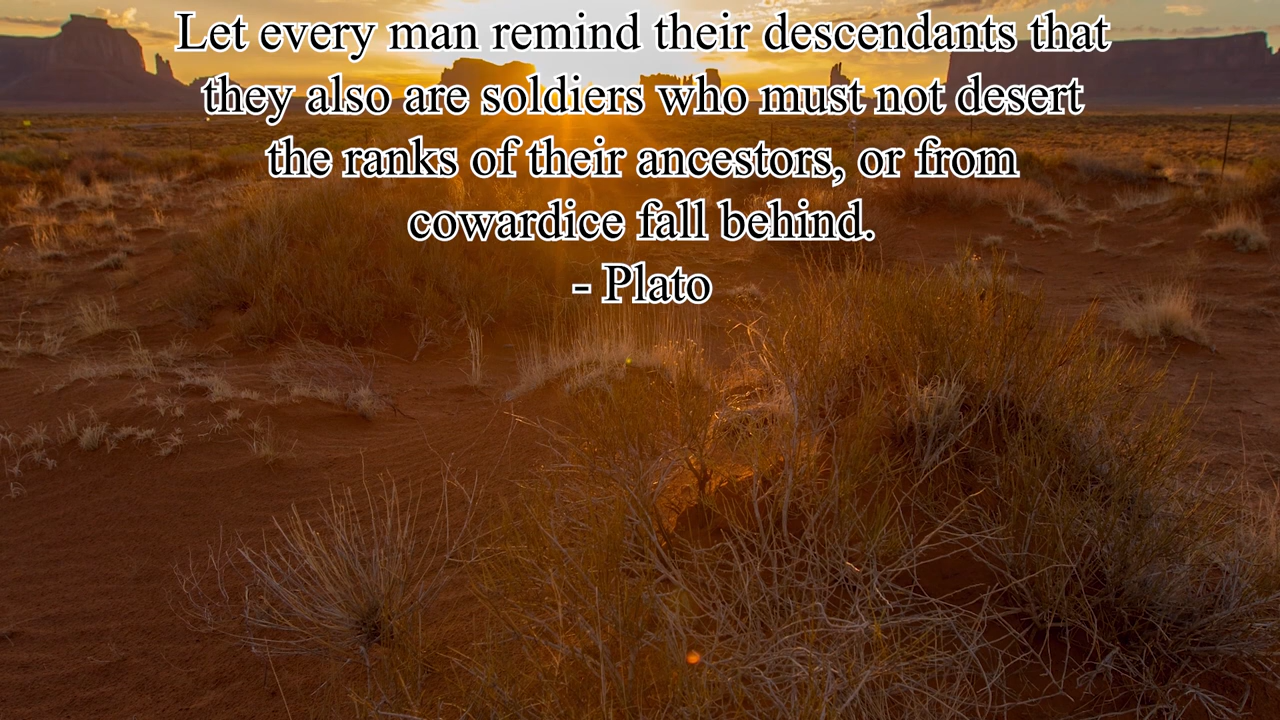 Let every man remind their descendants that
they also are soldiers who must not desert
the ranks of their ancestors, or from
cowardice fall behind.
- Plato